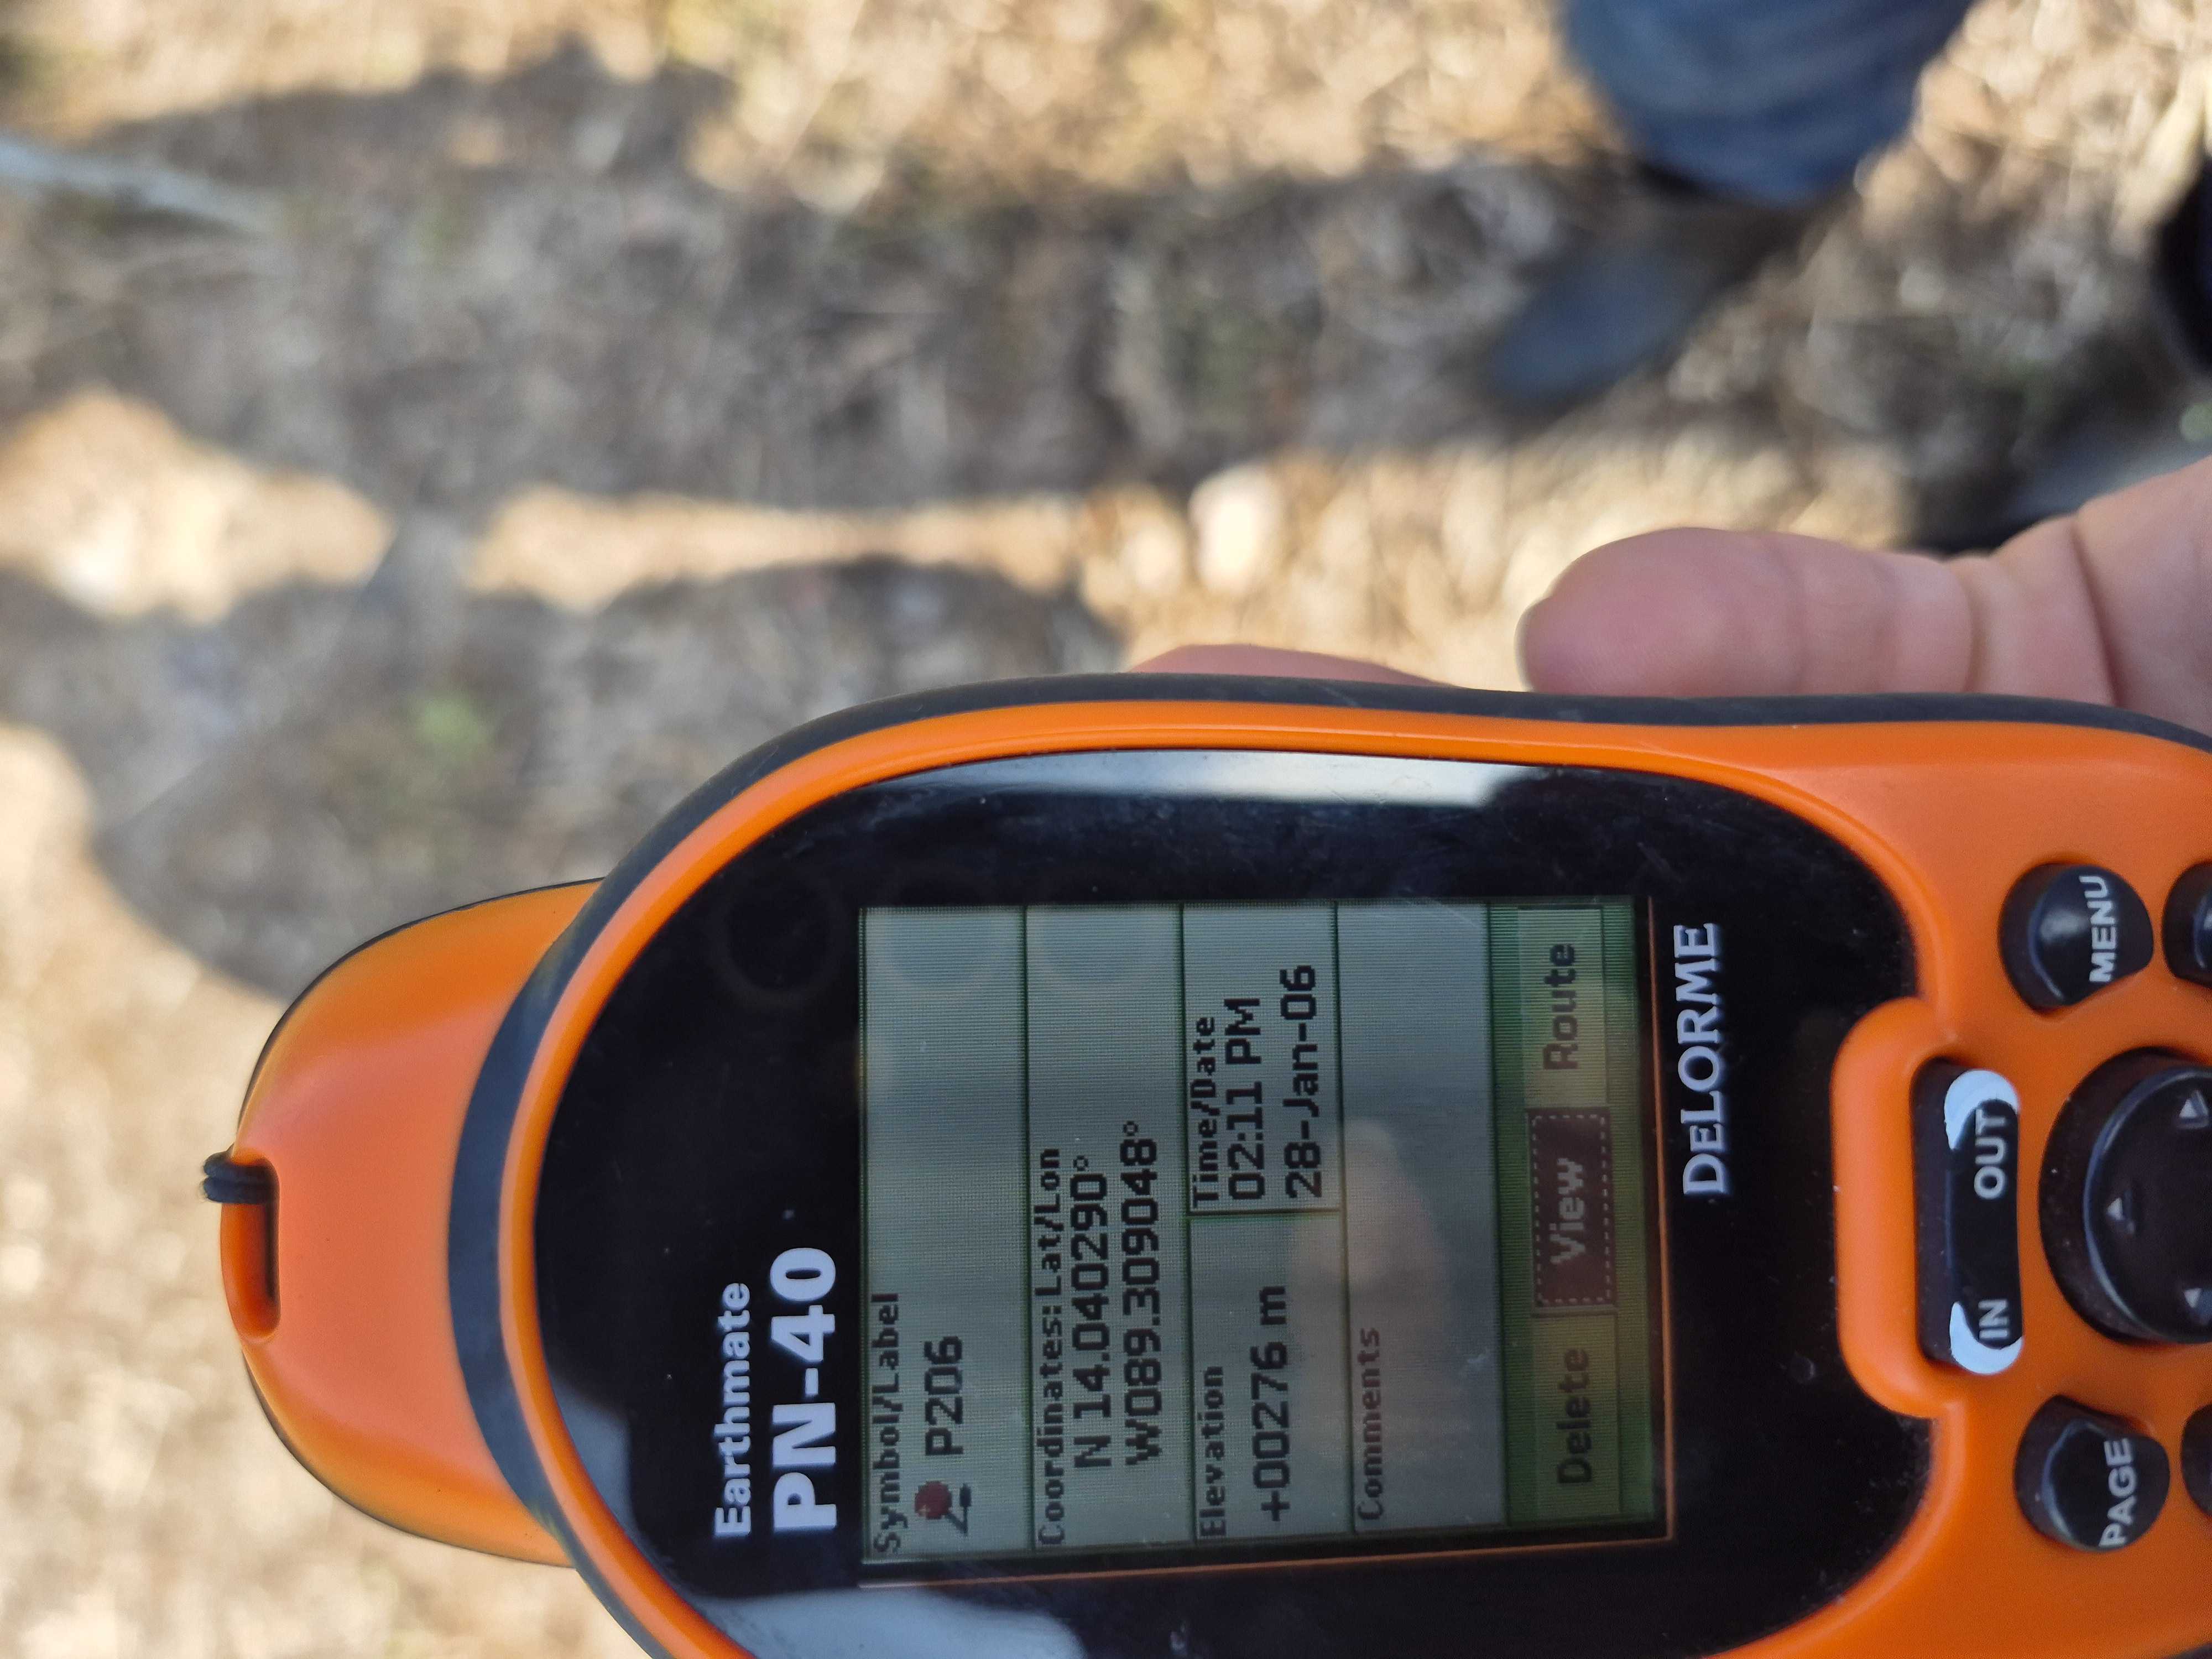 Earthmate
PN-40
Symbol/Label
P206
Coordinates: Lat/Lon
N 14.040290°
W089.309048°
Elevation
+00276 m
Time/Date
02:11 PM
28-Jan-06
Comments
Delete View Route
DELORME
PAGE
IN OUT
MENU